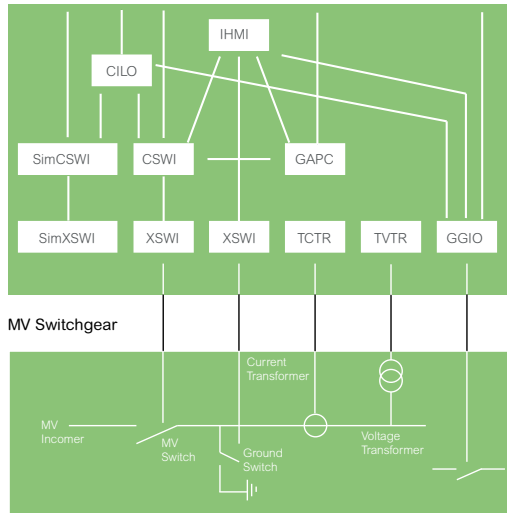 IHMI
CILO
SimCSWI
CSWI
GAPC
SimXSWI
XSWI
XSWI
TCTR
TVTR
GGIO
MV Switchgear
Current
Transformer
MV
Incomer
MV
Switch
Ground
Switch
Voltage
Transformer